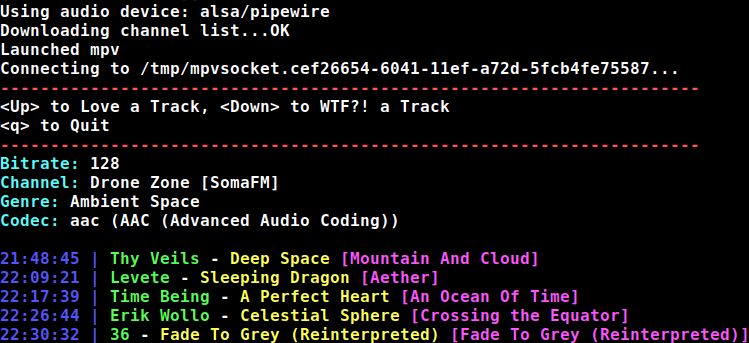 Using audio device: alsa/pipewire
Downloading channel list...OK
Launched mpv
Connecting to /tmp/mpvsocket.cef26654-6041-11ef-a72d-5fcb4fe75587...
----------------------------------------------------------------------
<Up> to Love a Track, <Down> to WTF?! a Track
<q> to Quit
----------------------------------------------------------------------
Bitrate: 128
Channel: Drone Zone [SomaFM]
Genre: Ambient Space
Codec: aac (AAC (Advanced Audio Coding))
21:48:45 | Thy Veils - Deep Space [Mountain And Cloud]
22:09:21 | Levete - Sleeping Dragon [Aether]
22:17:39 | Time Being - A Perfect Heart [An Ocean Of Time]
22:26:44 | Erik Wollo - Celestial Sphere [Crossing the Equator]
22:30:32 | 36 - Fade To Grey (Reinterpreted) [Fade To Grey (Reinterpreted)]